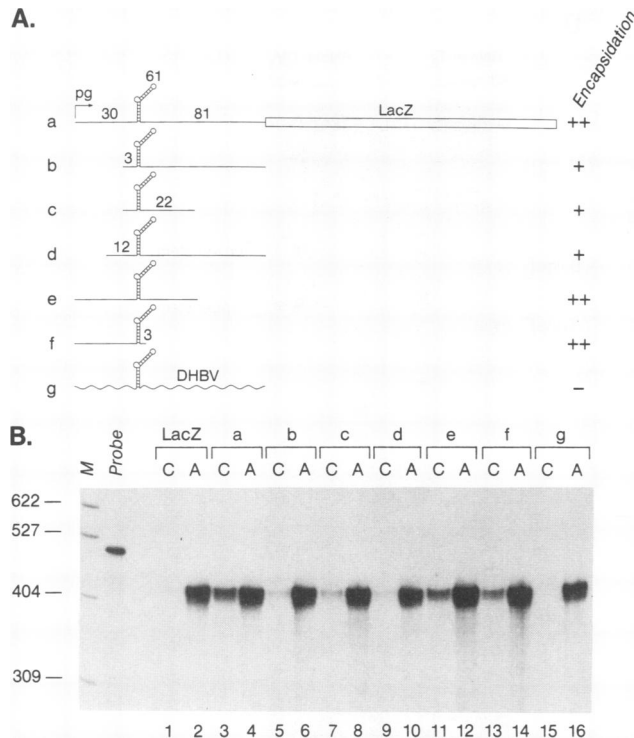 A.
Encapsidation
61
pg
30
81
LacZ
a
++
3
b
+
22
c
+
12
d
+
e
++
3
f
++
DHBV
g
−
B.
M Probe LacZ a b c d e f g
C A C A C A C A C A C A C A C A
622
527
404
309
1 2 3 4 5 6 7 8 9 10 11 12 13 14 15 16